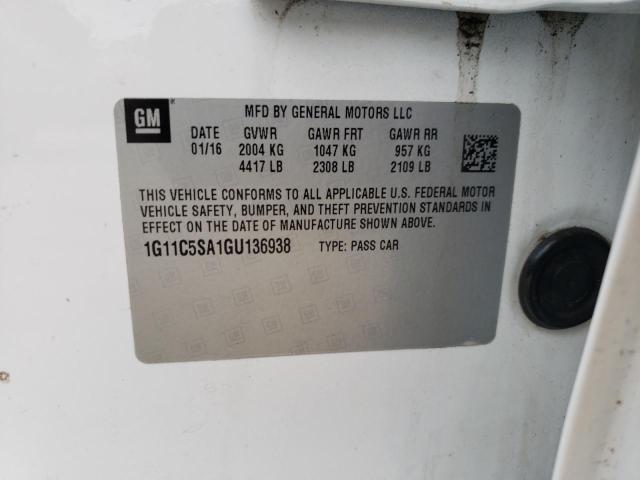 GM
MFD BY GENERAL MOTORS LLC
DATE GVWR GAWR FRT GAWR RR
01/16 2004 KG 1047 KG 957 KG
4417 LB 2308 LB 2109 LB
THIS VEHICLE CONFORMS TO ALL APPLICABLE U.S. FEDERAL MOTOR
VEHICLE SAFETY, BUMPER, AND THEFT PREVENTION STANDARDS IN
EFFECT ON THE DATE OF MANUFACTURE SHOWN ABOVE.
1G11C5SA1GU136938 TYPE: PASS CAR